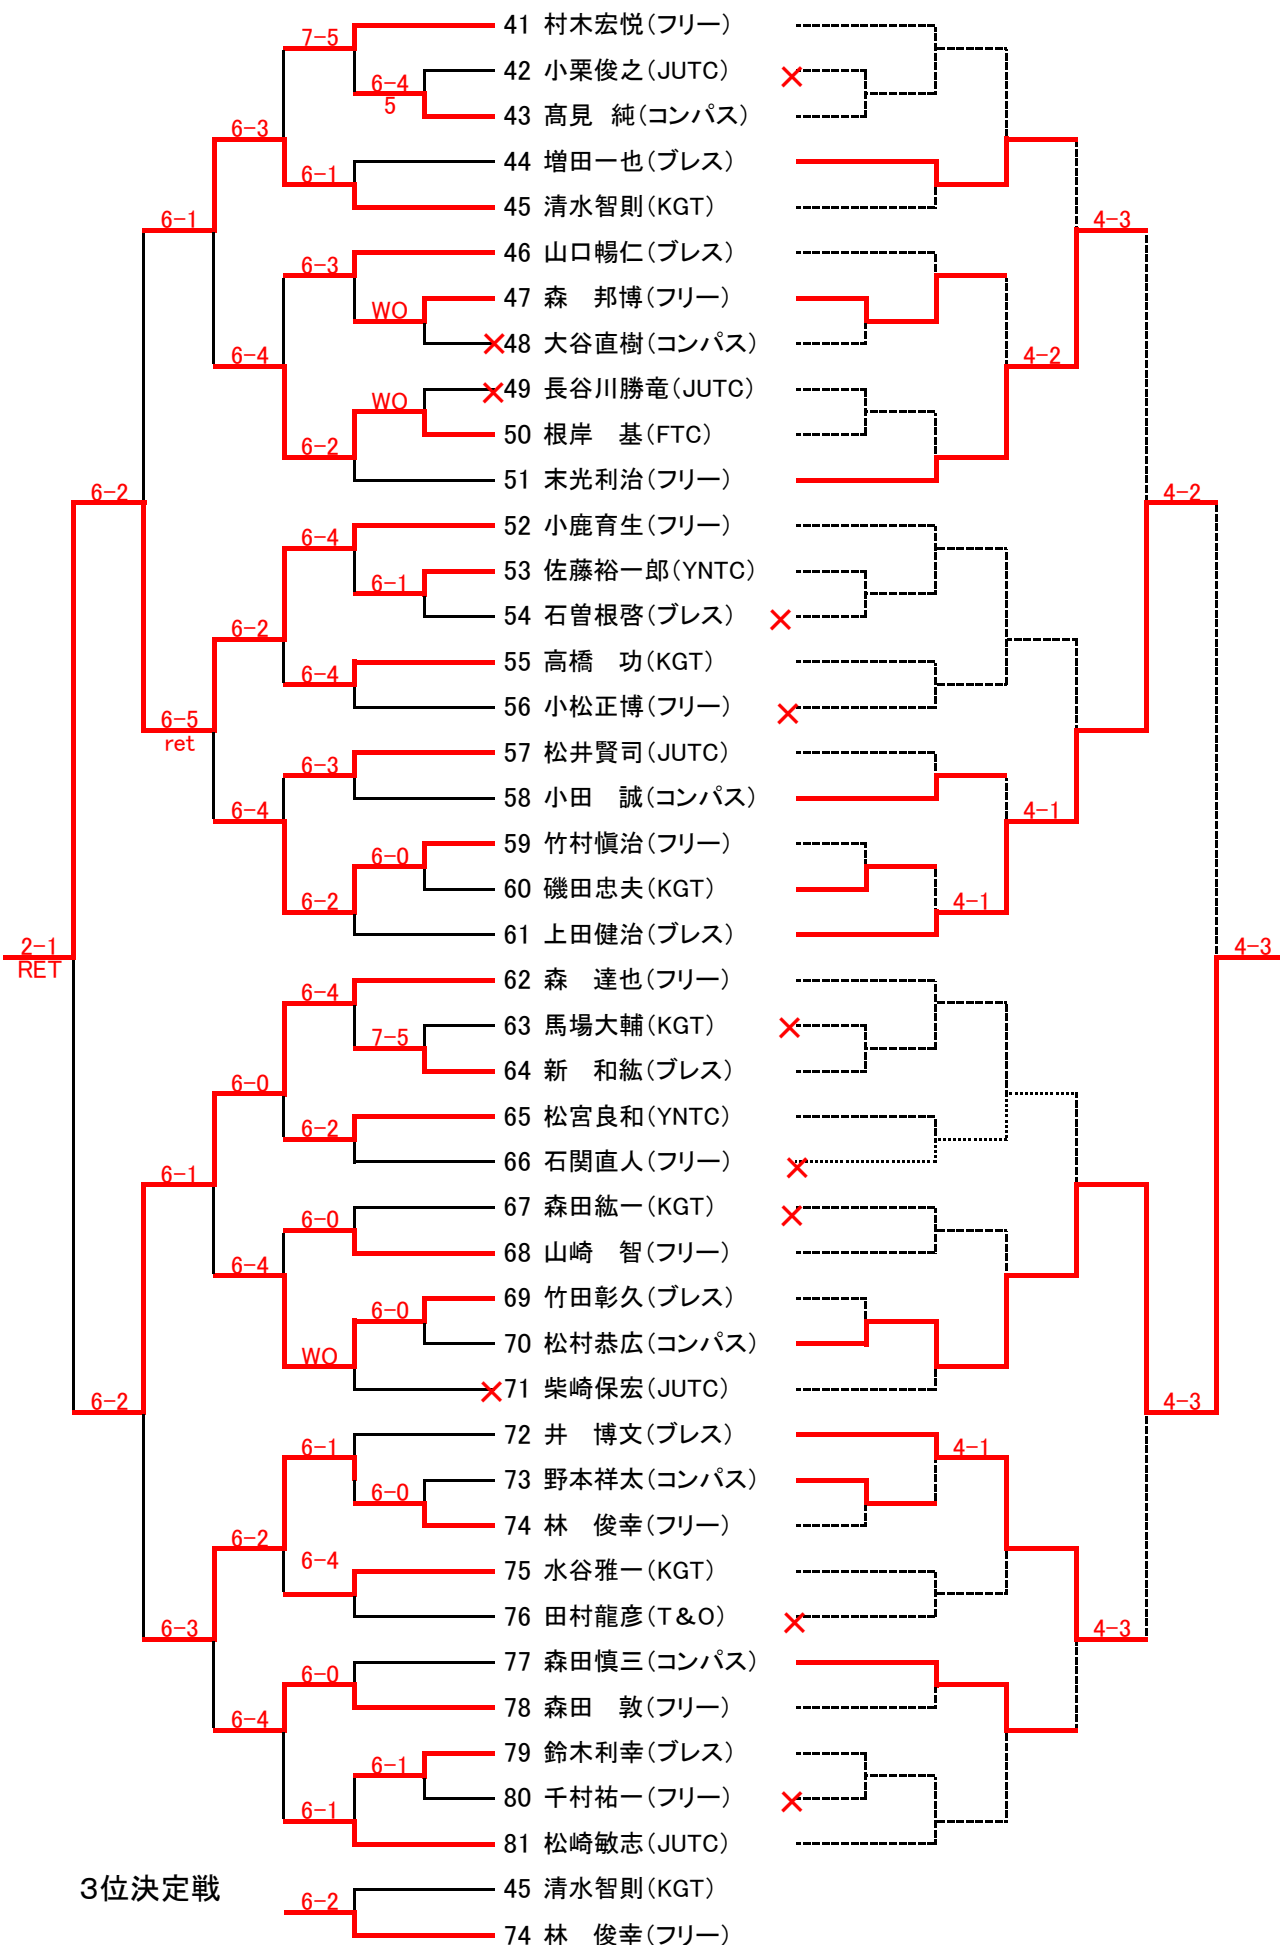 7-5
41 村木宏悦(フリー)
42 小栗俊之(JUTC)
6-4
5
43 髙見 純(コンパス)
6-3
44 増田一也(ブレス)
6-1
45 清水智則(KGT)
6-1
4-3
46 山口暢仁(ブレス)
6-3
47 森 邦博(フリー)
WO
48 大谷直樹(コンパス)
6-4
4-2
49 長谷川勝竜(JUTC)
WO
50 根岸 基(FTC)
6-2
51 末光利治(フリー)
6-2
4-2
52 小鹿育生(フリー)
6-4
53 佐藤裕一郎(YNTC)
6-1
54 石曽根啓(ブレス)
6-2
55 高橋 功(KGT)
6-4
56 小松正博(フリー)
6-5
ret
57 松井賢司(JUTC)
6-3
58 小田 誠(コンパス)
6-4
4-1
59 竹村愼治(フリー)
6-0
60 磯田忠夫(KGT)
6-2
4-1
61 上田健治(ブレス)
2-1
RET
4-3
62 森 達也(フリー)
6-4
63 馬場大輔(KGT)
7-5
64 新 和紘(ブレス)
6-0
65 松宮良和(YNTC)
6-2
66 石関直人(フリー)
6-1
67 森田紘一(KGT)
6-0
68 山崎 智(フリー)
6-4
69 竹田彰久(ブレス)
6-0
70 松村恭広(コンパス)
WO
71 柴崎保宏(JUTC)
6-2
4-3
72 井 博文(ブレス)
6-1
4-1
73 野本祥太(コンパス)
6-0
74 林 俊幸(フリー)
6-2
6-4
75 水谷雅一(KGT)
76 田村龍彦(T&O)
6-3
4-3
77 森田慎三(コンパス)
6-0
78 森田 敦(フリー)
6-4
79 鈴木利幸(ブレス)
6-1
80 千村祐一(フリー)
6-1
81 松崎敏志(JUTC)
3位決定戦
45 清水智則(KGT)
6-2
74 林 俊幸(フリー)